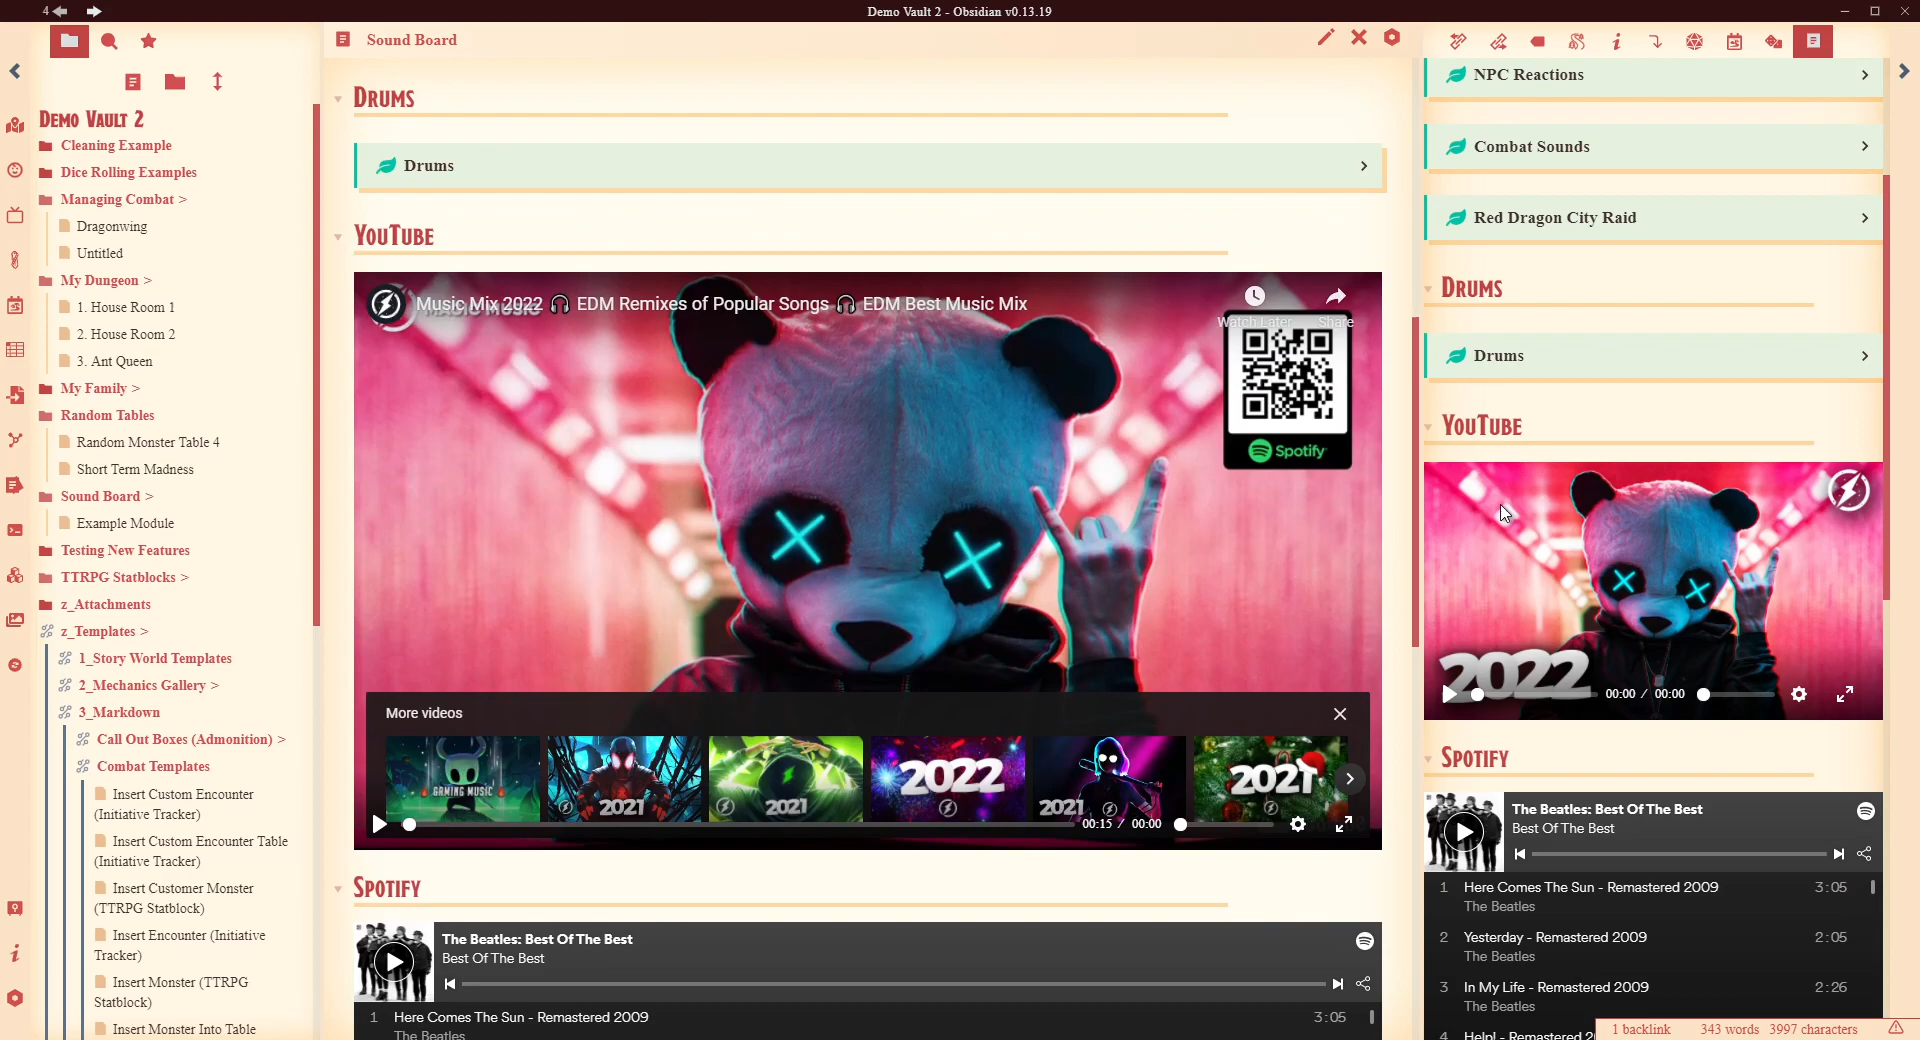 4
Demo Vault 2 - Obsidian v0.13.19
Demo Vault 2
Cleaning Example
Dice Rolling Examples
Managing Combat >
Dragonwing
Untitled
My Dungeon >
1. House Room 1
2. House Room 2
3. Ant Queen
My Family >
Random Tables
Random Monster Table 4
Short Term Madness
Sound Board >
Example Module
Testing New Features
TTRPG Statblocks >
z_Attachments
z_Templates >
1_Story World Templates
2_Mechanics Gallery >
3_Markdown
Call Out Boxes (Admonition) >
Combat Templates
Insert Custom Encounter
(Initiative Tracker)
Insert Custom Encounter Table
(Initiative Tracker)
Insert Customer Monster
(TTRPG Statblock)
Insert Encounter (Initiative
Tracker)
Insert Monster (TTRPG
Statblock)
Insert Monster Into Table
Sound Board
Drums
Drums
YouTube
Music Mix 2022 🎧 EDM Remixes of Popular Songs 🎧 EDM Best Music Mix
MAGIC MUSIC
Watch Later
Share
Spotify
More videos
GAMING MUSIC
2021
2021
2022
2021
2021
00:15 / 00:00
Spotify
The Beatles: Best Of The Best
Best Of The Best
1 Here Comes The Sun - Remastered 2009 3:05
The Beatles
NPC Reactions
Combat Sounds
Red Dragon City Raid
Drums
Drums
YouTube
2022
00:00 / 00:00
Spotify
The Beatles: Best Of The Best
Best Of The Best
1 Here Comes The Sun - Remastered 2009 3:05
The Beatles
2 Yesterday - Remastered 2009 2:05
The Beatles
3 In My Life - Remastered 2009 2:26
The Beatles
4 Help! - Remastered 2
1 backlink 343 words 3997 characters